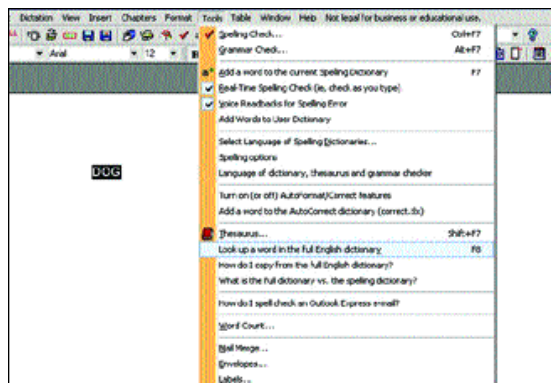 Dictation View Insert Chapters Format Tools Table Window Help Not legal for business or educational use.
Arial 12 B
Spelling Check... Ctrl+F7
Grammar Check... Alt+F7
Add a word to the current Spelling Dictionary F7
Real-Time Spelling Check (ie, check as you type)
Voice Readbacks for Spelling Error
Add Words to User Dictionary
Select Language of Spelling Dictionaries...
Spelling options
Language of dictionary, thesaurus and grammar checker
DOG
Turn on (or off) AutoFormat/Correct features
Add a word to the AutoCorrect dictionary (correct.dx)
Thesaurus... Shift+F7
Look up a word in the full English dictionary F8
How do I copy from the full English dictionary?
What is the full dictionary vs. the spelling dictionary?
How do I spell check an Outlook Express e-mail?
Word Count...
Mail Merge...
Envelopes...
Labels...